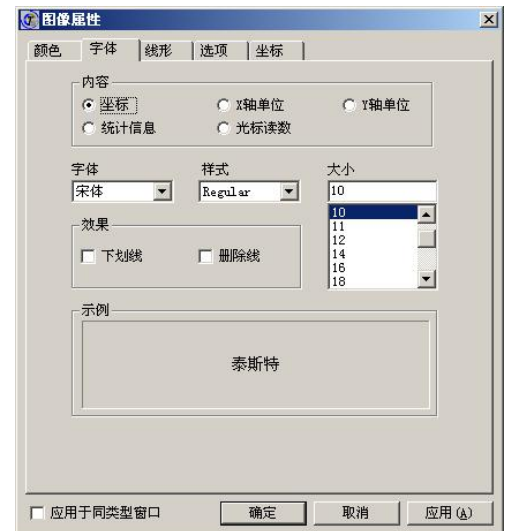 图像属性
颜色 字体 线形 选项 坐标
内容
坐标 X轴单位 Y轴单位
统计信息 光标读数
字体 样式 大小
宋体 Regular 10
10
11
12
14
16
18
效果
下划线 删除线
示例
泰斯特
应用于同类型窗口 确定 取消 应用(A)